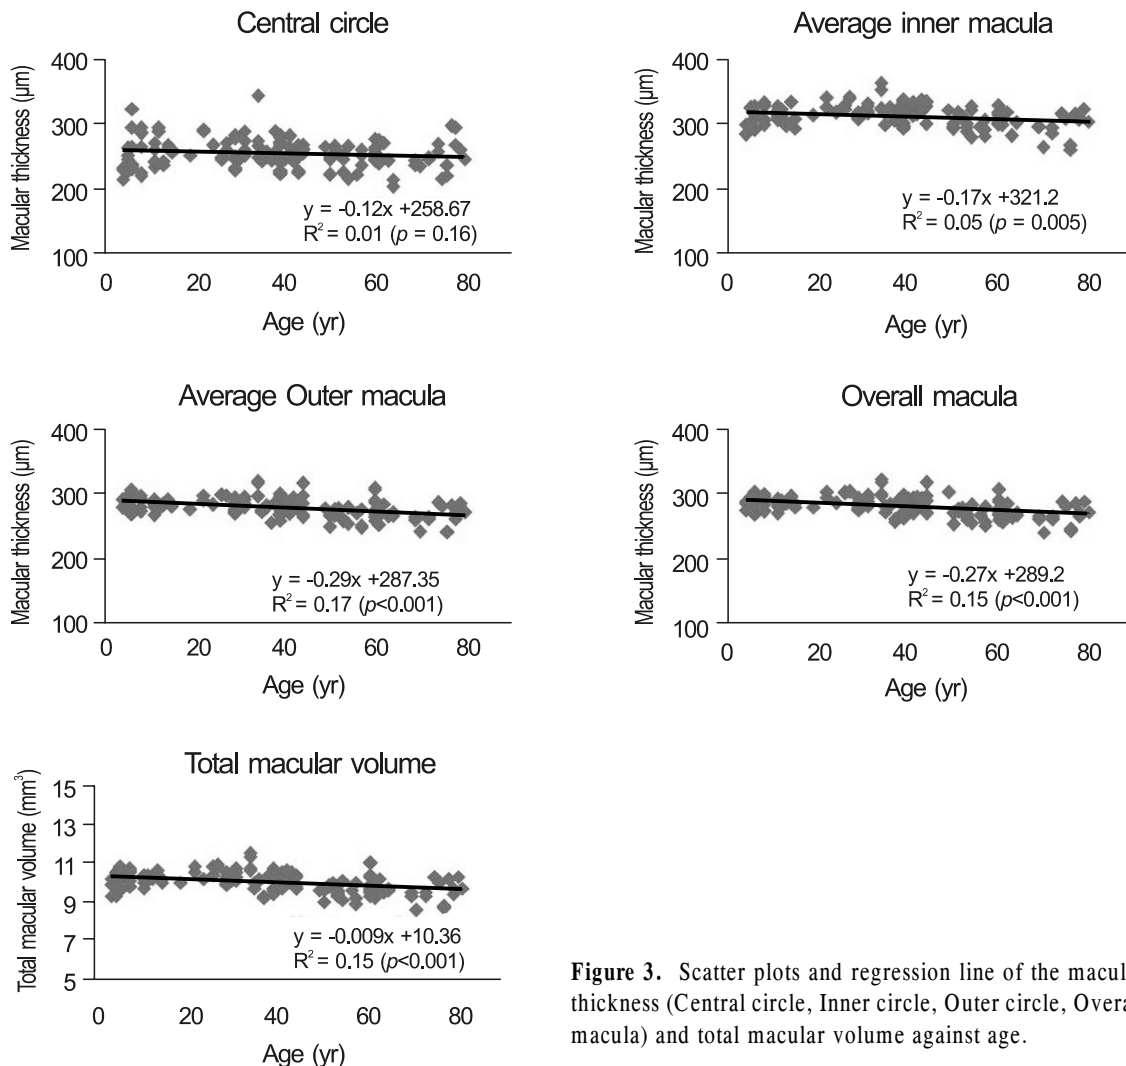 Central circle
Macular thickness (µm)
400
300
200
100
y = -0.12x +258.67
R² = 0.01 (p = 0.16)
0 20 40 60 80
Age (yr)
Average inner macula
Macular thickness (µm)
400
300
200
100
y = -0.17x +321.2
R² = 0.05 (p = 0.005)
0 20 40 60 80
Age (yr)
Average Outer macula
Macular thickness (µm)
400
300
200
100
y = -0.29x +287.35
R² = 0.17 (p<0.001)
0 20 40 60 80
Age (yr)
Overall macula
Macular thickness (µm)
400
300
200
100
y = -0.27x +289.2
R² = 0.15 (p<0.001)
0 20 40 60 80
Age (yr)
Total macular volume
Total macular volume (mm³)
15
13
11
9
7
5
y = -0.009x +10.36
R² = 0.15 (p<0.001)
0 20 40 60 80
Age (yr)
Figure 3. Scatter plots and regression line of the macul
thickness (Central circle, Inner circle, Outer circle, Overa
macula) and total macular volume against age.